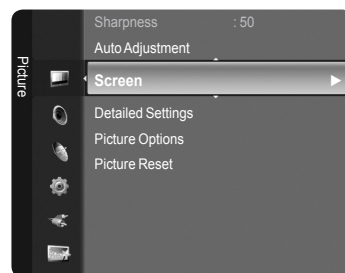 Picture
Sharpness : 50
Auto Adjustment
Screen
Detailed Settings
Picture Options
Picture Reset